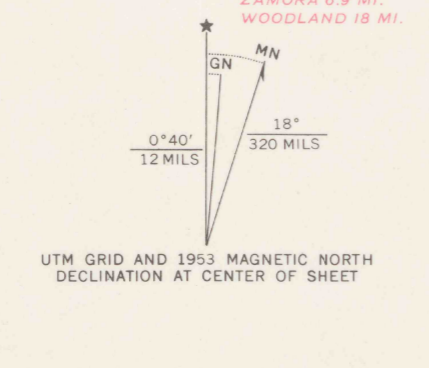 ZAMORA 6.9 MI.
WOODLAND 18 MI.
MN
GN
18°
320 MILS
0°40′
12 MILS
UTM GRID AND 1953 MAGNETIC NORTH
DECLINATION AT CENTER OF SHEET